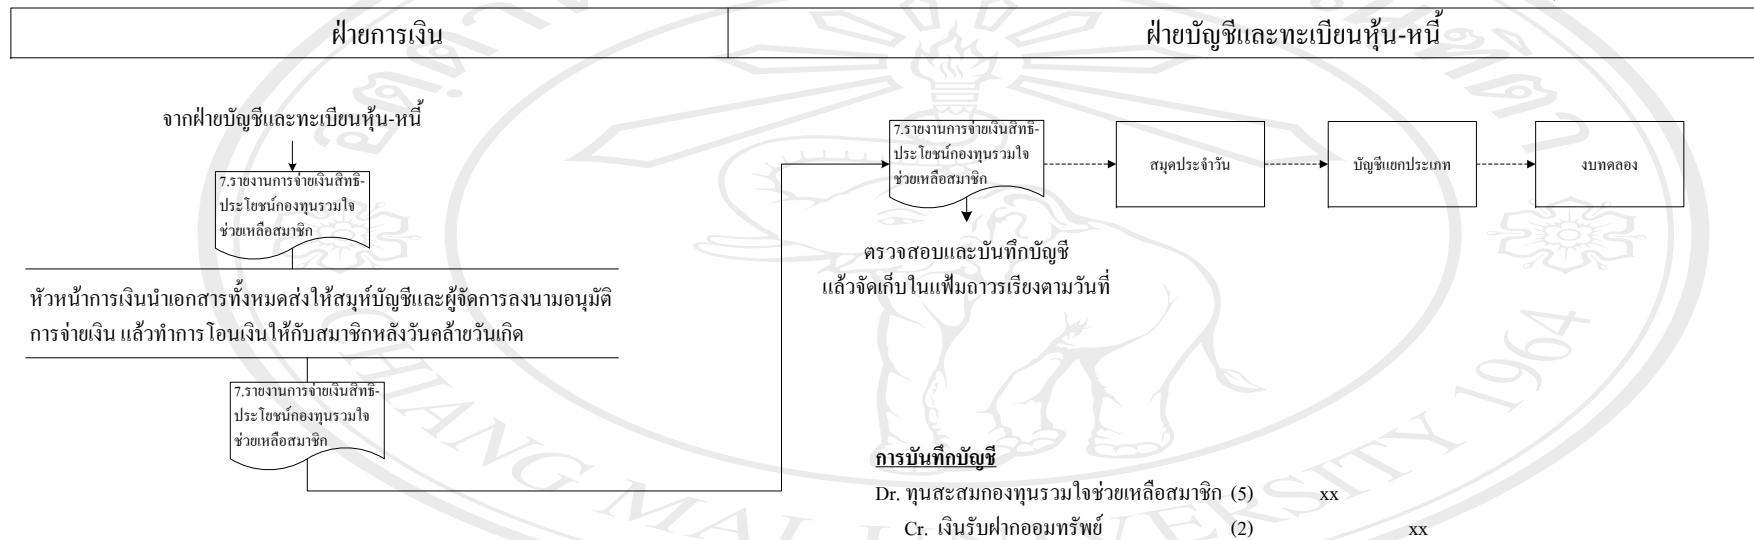 ฝ่ายการเงิน
ฝ่ายบัญชีและทะเบียนหุ้น-หนี้
จากฝ่ายบัญชีและทะเบียนหุ้น-หนี้
7.รายงานการจ่ายเงินสิทธิ-
ประโยชน์กองทุนรวมใจ
ช่วยเหลือสมาชิก
หัวหน้าการเงินนำเอกสารทั้งหมดส่งให้สมุห์บัญชีและผู้จัดการลงนามอนุมัติ
การจ่ายเงิน แล้วทำการโอนเงินให้กับสมาชิกหลังวันคล้ายวันเกิด
7.รายงานการจ่ายเงินสิทธิ-
ประโยชน์กองทุนรวมใจ
ช่วยเหลือสมาชิก
7.รายงานการจ่ายเงินสิทธิ-
ประโยชน์กองทุนรวมใจ
ช่วยเหลือสมาชิก
สมุดประจำวัน
บัญชีแยกประเภท
งบทดลอง
ตรวจสอบและบันทึกบัญชี
แล้วจัดเก็บในแฟ้มถาวรเรียงตามวันที่
การบันทึกบัญชี
Dr. ทุนสะสมกองทุนรวมใจช่วยเหลือสมาชิก (5) xx
Cr. เงินรับฝากออมทรัพย์ (2) xx
CHIANG MAI UNIVERSITY 1964